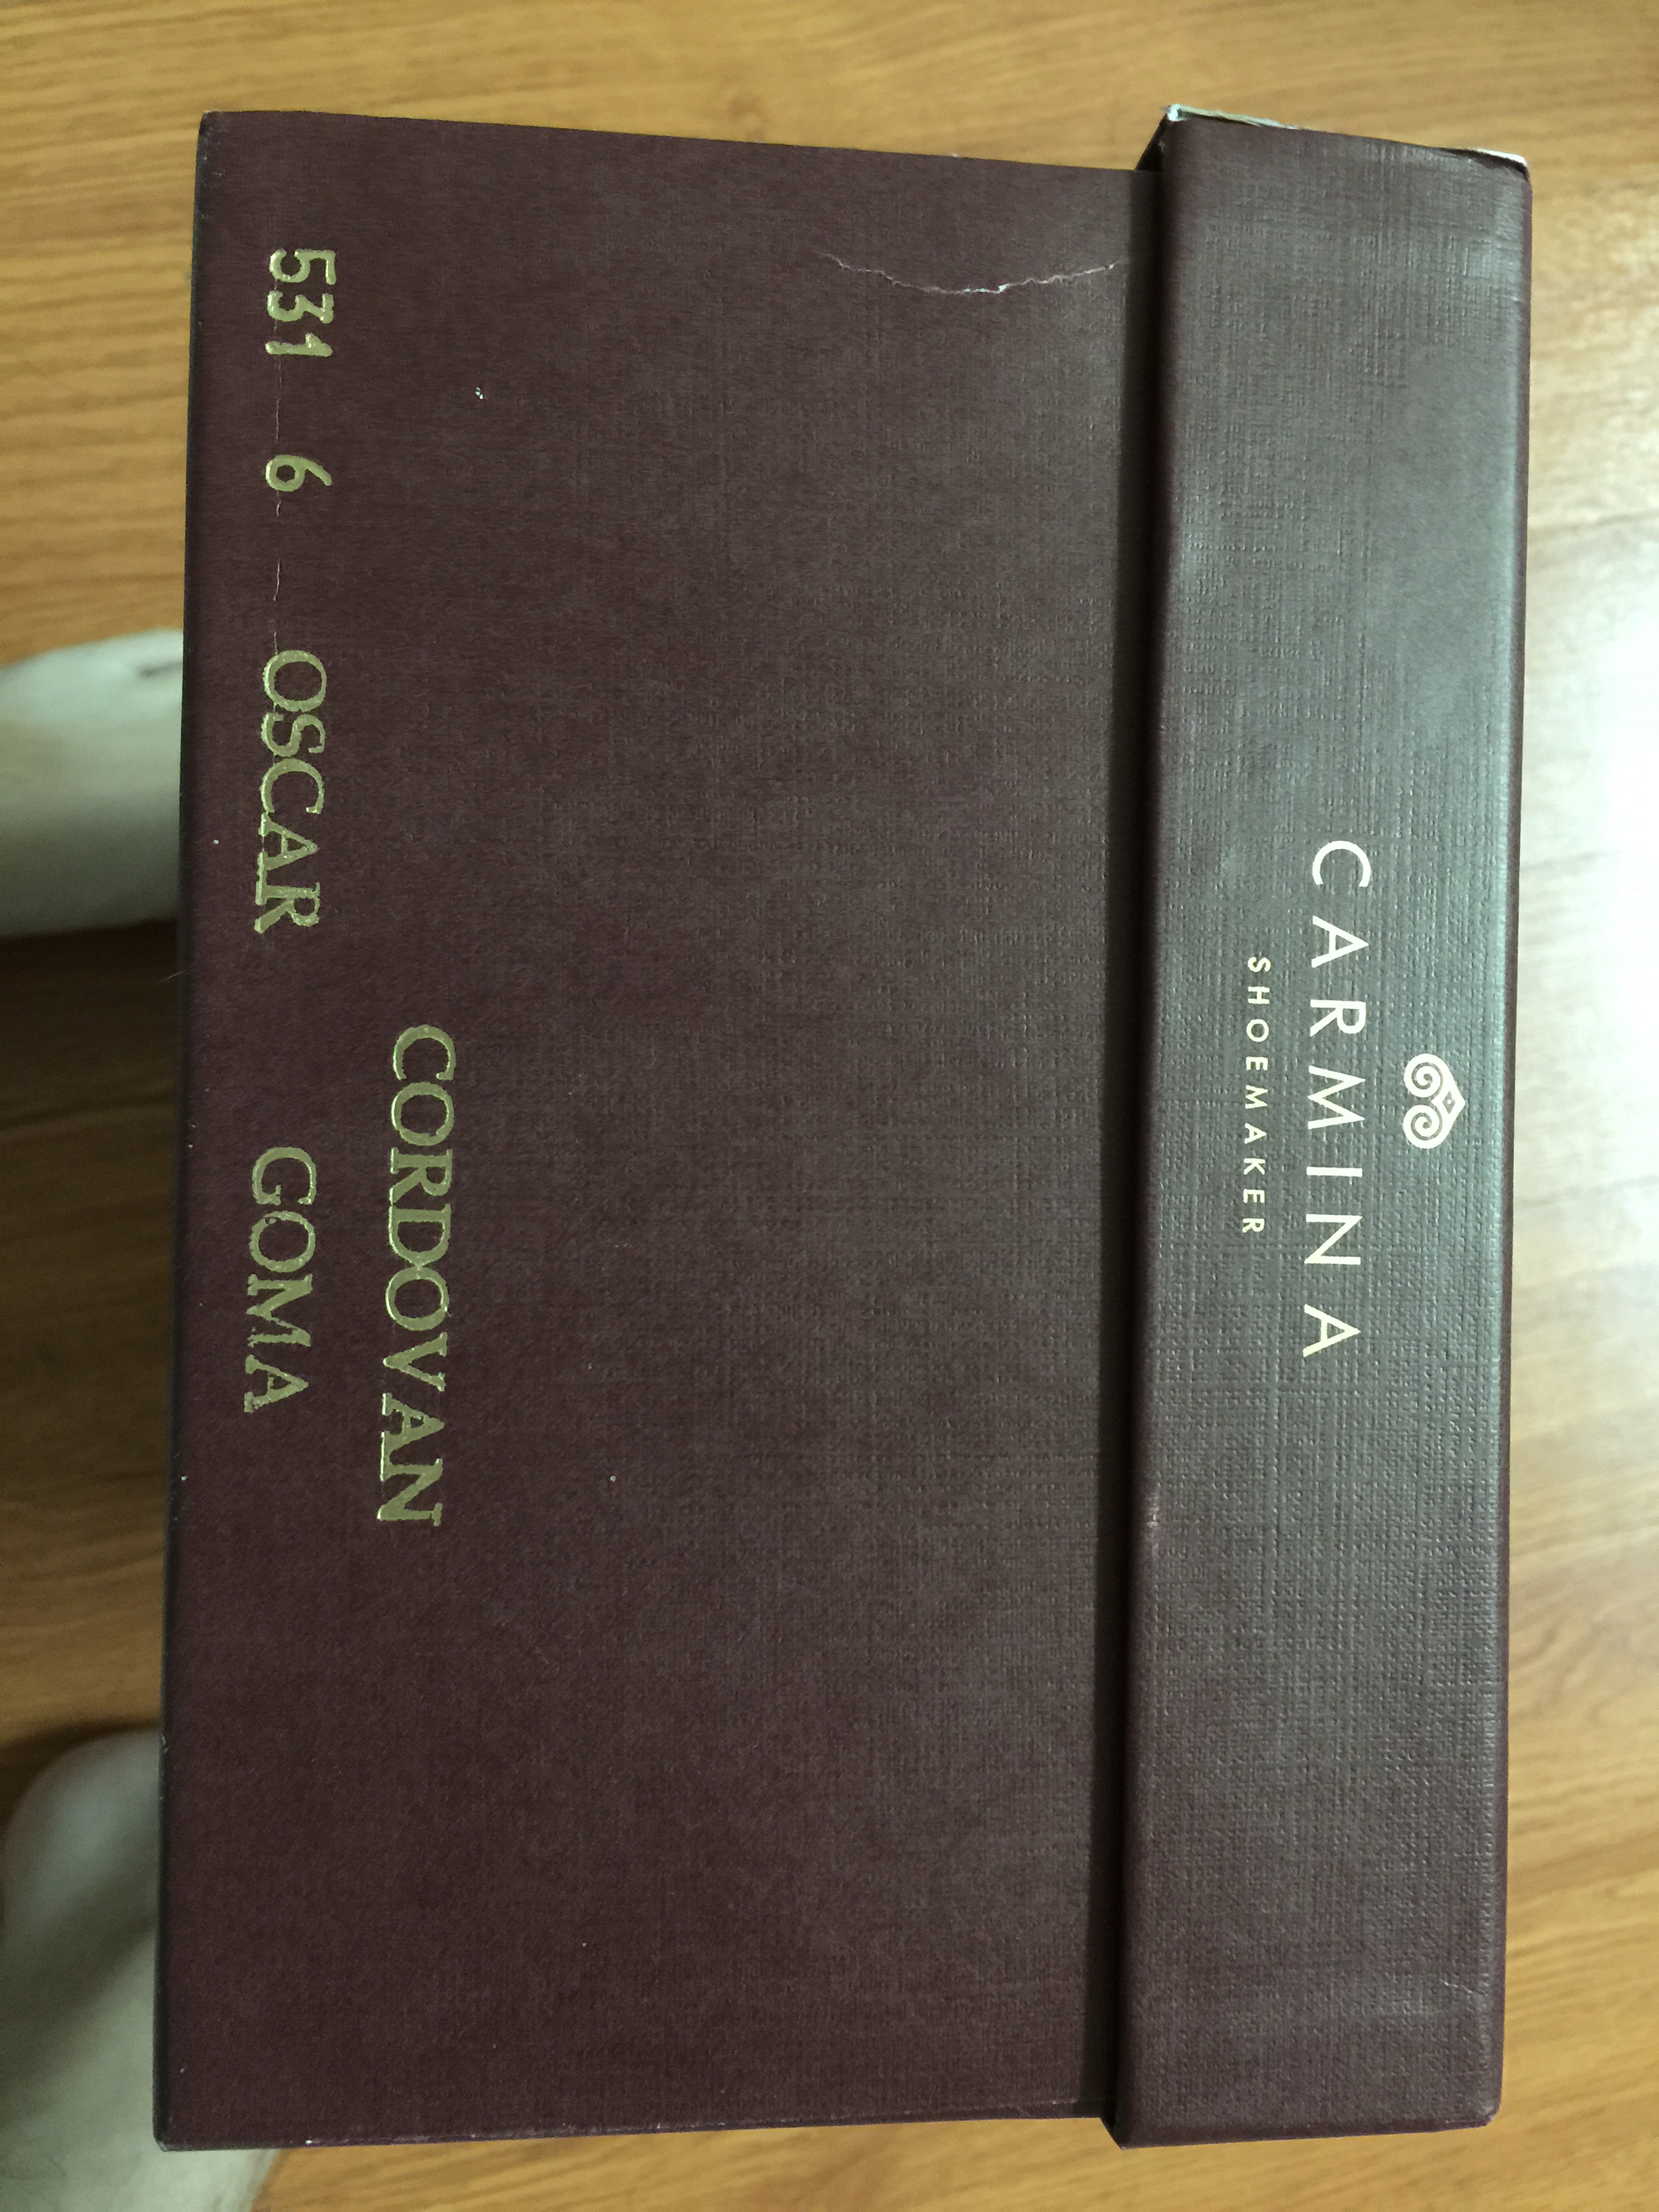 CARMINA
SHOEMAKER
CORDOVAN
531 6 OSCAR GOMA